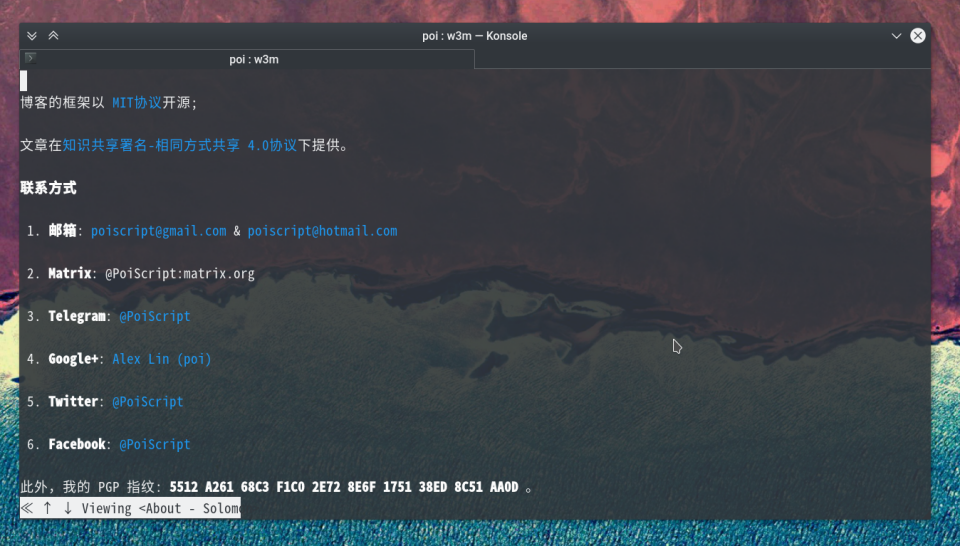 poi : w3m — Konsole
poi : w3m
博客的框架以 MIT协议开源;
文章在知识共享署名-相同方式共享 4.0协议下提供。
联系方式
1. 邮箱: poiscript@gmail.com & poiscript@hotmail.com
2. Matrix: @PoiScript:matrix.org
3. Telegram: @PoiScript
4. Google+: Alex Lin (poi)
5. Twitter: @PoiScript
6. Facebook: @PoiScript
此外，我的 PGP 指纹: 5512 A261 68C3 F1C0 2E72 8E6F 1751 38ED 8C51 AA0D 。
≪ ↑ ↓ Viewing <About - Solom